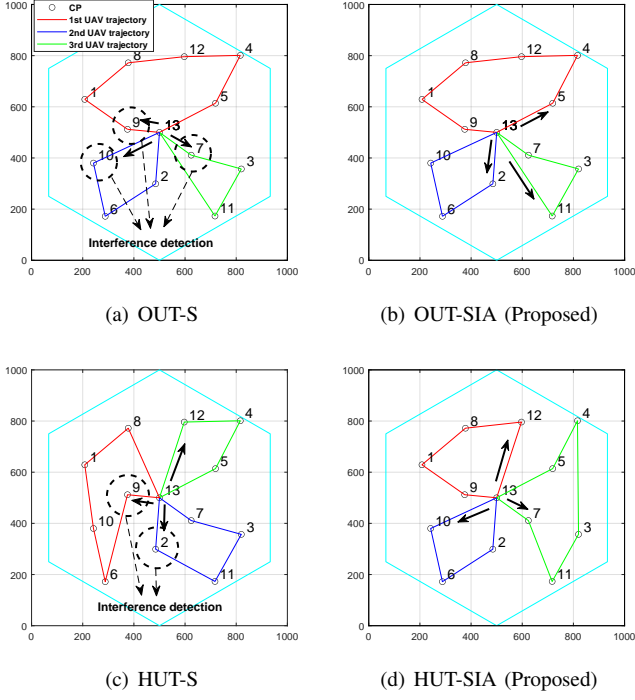 CP
1st UAV trajectory
2nd UAV trajectory
3rd UAV trajectory
1000
800
600
400
200
0
0 200 400 600 800 1000
8 12 4
1 5
9 13
10 7 3
2
6 11
Interference detection
(a) OUT-S
1000
800
600
400
200
0
0 200 400 600 800 1000
8 12 4
1 5
9 13
10 7 3
2
6 11
(b) OUT-SIA (Proposed)
1000
800
600
400
200
0
0 200 400 600 800 1000
8 12 4
1 5
9 13
10 7 3
2
6 11
Interference detection
(c) HUT-S
1000
800
600
400
200
0
0 200 400 600 800 1000
8 12 4
1 5
9 13
10 7 3
2
6 11
(d) HUT-SIA (Proposed)